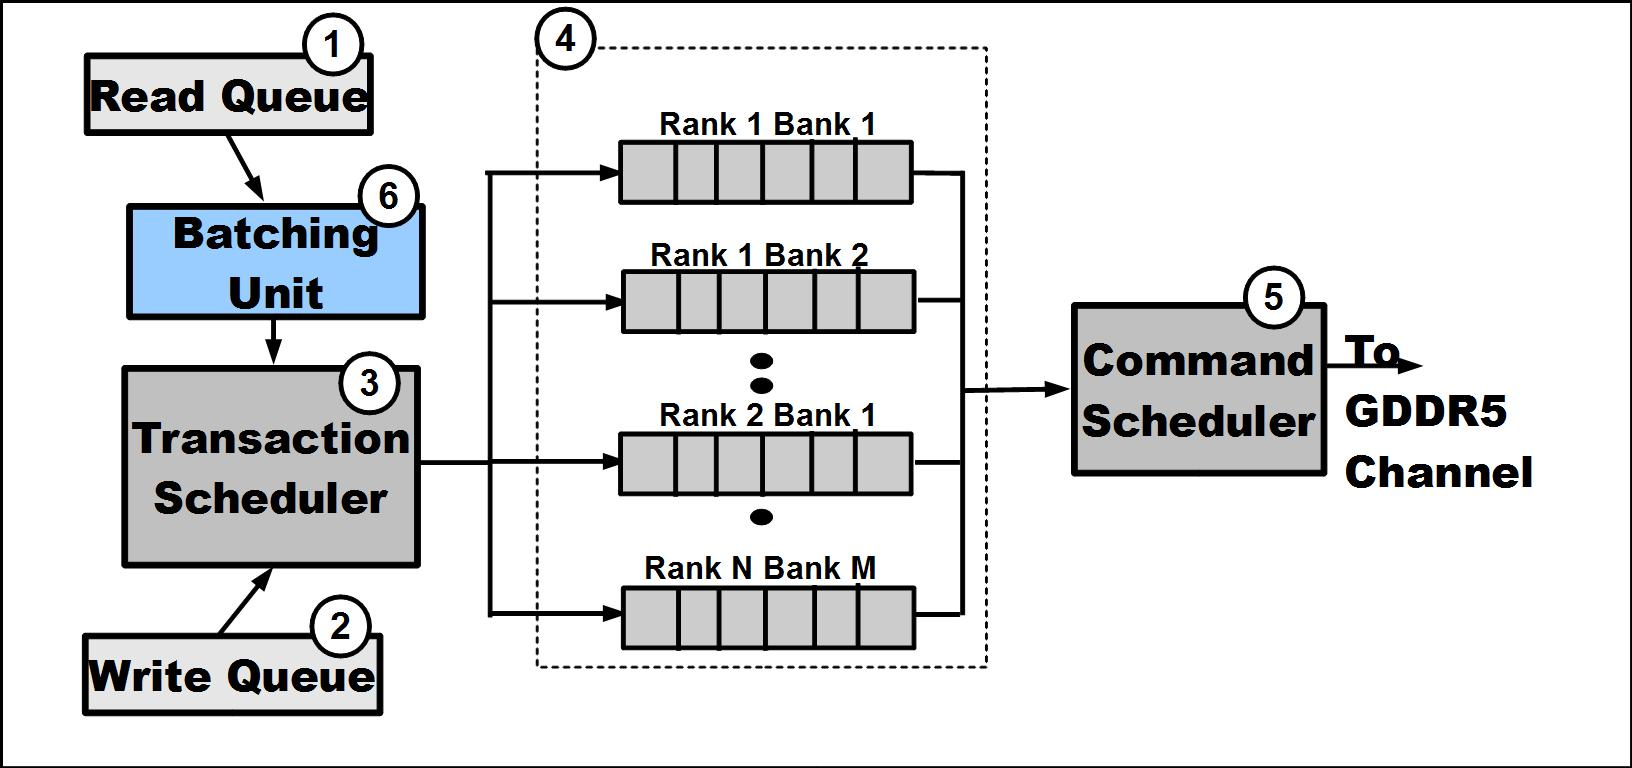 1
Read Queue
6
Batching
Unit
3
Transaction
Scheduler
2
Write Queue
4
Rank 1 Bank 1
Rank 1 Bank 2
Rank 2 Bank 1
Rank N Bank M
5
Command
Scheduler
To
GDDR5
Channel